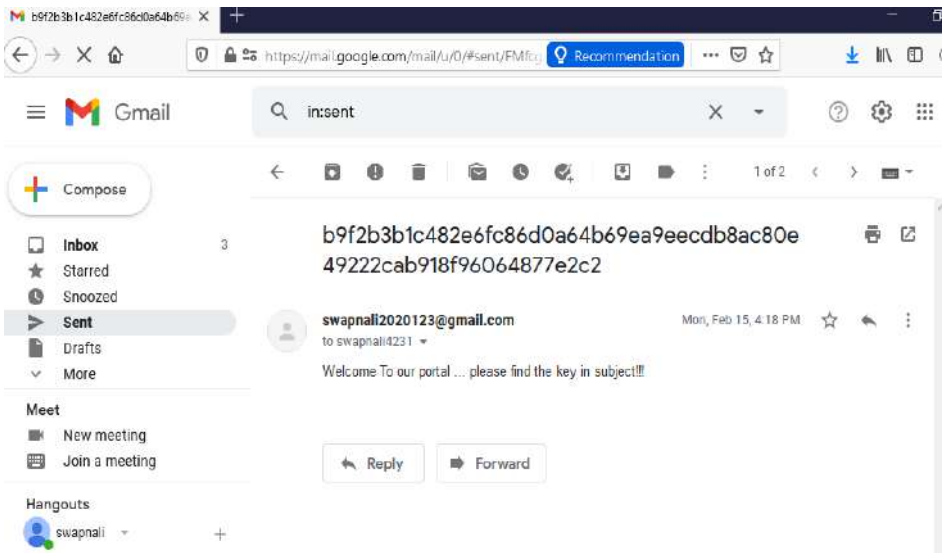 b9f2b3b1c482e6fc86d0a64b69
https://mail.google.com/mail/u/0/#sent/FMfcg Recommendation
Gmail
in:sent
Compose
1 of 2
Inbox 3
Starred
Snoozed
Sent
Drafts
More
b9f2b3b1c482e6fc86d0a64b69ea9eecdb8ac80e
49222cab918f96064877e2c2
swapnali2020123@gmail.com Mon, Feb 15, 4:18 PM
to swapnali4231
Welcome To our portal ... please find the key in subject!!!
Reply Forward
Meet
New meeting
Join a meeting
Hangouts
swapnali